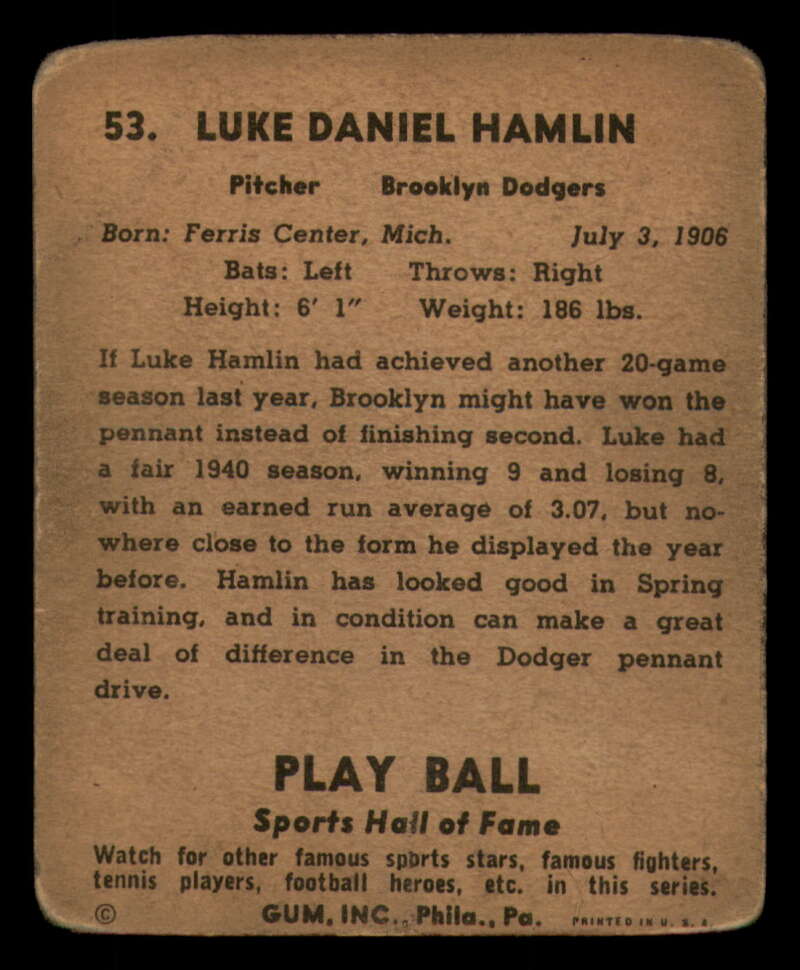 53. LUKE DANIEL HAMLIN
Pitcher Brooklyn Dodgers
Born: Ferris Center, Mich. July 3, 1906
Bats: Left Throws: Right
Height: 6′ 1″ Weight: 186 lbs.
If Luke Hamlin had achieved another 20-game
season last year, Brooklyn might have won the
pennant instead of finishing second. Luke had
a fair 1940 season, winning 9 and losing 8,
with an earned run average of 3.07, but no-
where close to the form he displayed the year
before. Hamlin has looked good in Spring
training, and in condition can make a great
deal of difference in the Dodger pennant
drive.
PLAY BALL
Sports Hall of Fame
Watch for other famous sports stars, famous fighters,
tennis players, football heroes, etc. in this series.
© GUM, INC., Phila., Pa. PRINTED IN U. S. A.